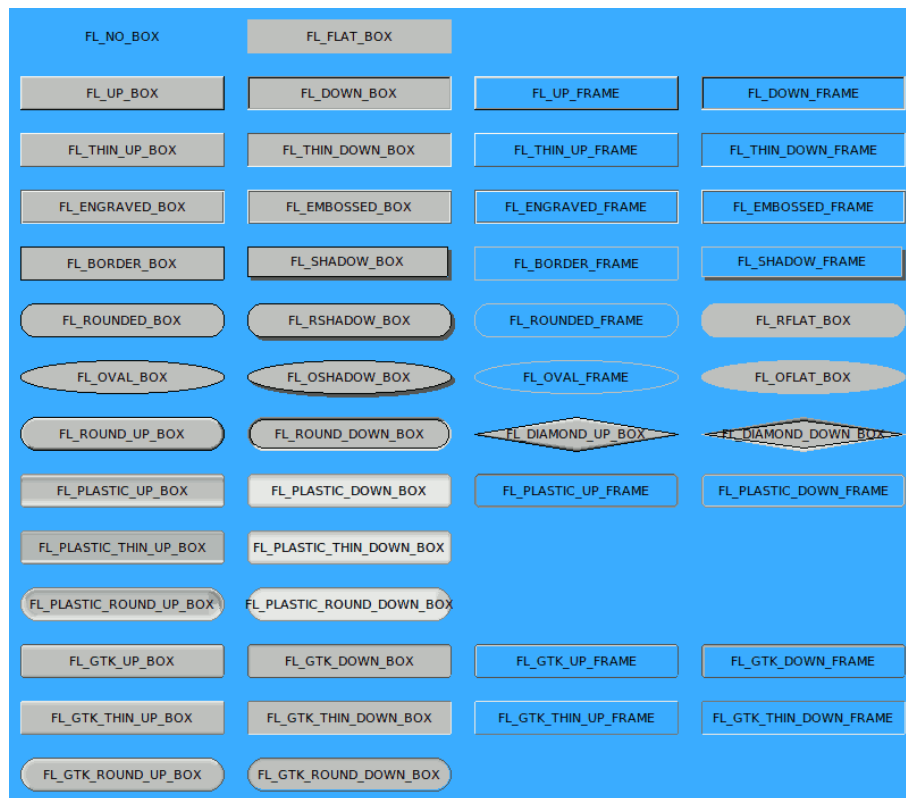 FL_NO_BOX FL_FLAT_BOX
FL_UP_BOX FL_DOWN_BOX FL_UP_FRAME FL_DOWN_FRAME
FL_THIN_UP_BOX FL_THIN_DOWN_BOX FL_THIN_UP_FRAME FL_THIN_DOWN_FRAME
FL_ENGRAVED_BOX FL_EMBOSSED_BOX FL_ENGRAVED_FRAME FL_EMBOSSED_FRAME
FL_BORDER_BOX FL_SHADOW_BOX FL_BORDER_FRAME FL_SHADOW_FRAME
FL_ROUNDED_BOX FL_RSHADOW_BOX FL_ROUNDED_FRAME FL_RFLAT_BOX
FL_OVAL_BOX FL_OSHADOW_BOX FL_OVAL_FRAME FL_OFLAT_BOX
FL_ROUND_UP_BOX FL_ROUND_DOWN_BOX FL_DIAMOND_UP_BOX FL_DIAMOND_DOWN_BOX
FL_PLASTIC_UP_BOX FL_PLASTIC_DOWN_BOX FL_PLASTIC_UP_FRAME FL_PLASTIC_DOWN_FRAME
FL_PLASTIC_THIN_UP_BOX FL_PLASTIC_THIN_DOWN_BOX
FL_PLASTIC_ROUND_UP_BOX FL_PLASTIC_ROUND_DOWN_BOX
FL_GTK_UP_BOX FL_GTK_DOWN_BOX FL_GTK_UP_FRAME FL_GTK_DOWN_FRAME
FL_GTK_THIN_UP_BOX FL_GTK_THIN_DOWN_BOX FL_GTK_THIN_UP_FRAME FL_GTK_THIN_DOWN_FRAME
FL_GTK_ROUND_UP_BOX FL_GTK_ROUND_DOWN_BOX